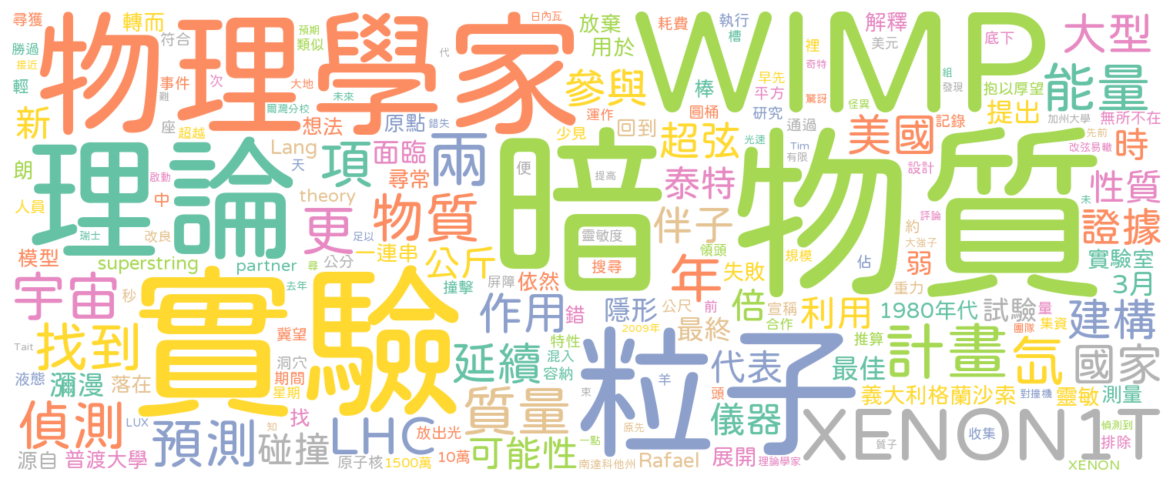 物理學家
WIMP
暗物質
理論
實驗
粒子
XENON1T
尋獲
轉而
預期
類似
日內瓦
放棄
用於
耗費
執行
槽
裡
解釋
美元
底下
大型
勝過
接近
符合
輕
事件
難
次
大地
爾灣分校
未來
代
參與
棒
圓桶
早先
平方
驚訝
奇特
怪異
組
發現
抱以厚望
能量
新
座
超越
想法
原點
錯失
運作
少見
回到
研究
通過
提出
加州大學
無所不在
記錄
美國
先前
改弦易轍
時
朗
啟動
Lang
天
面臨
尋常
兩
項
超弦
Tim
有限
光速
設計
人員
中
theory
便
提高
泰特
性質
未
更
物質
伴子
評論
約
大強子
證據
瑞士
改良
足以
靈敏度
領頭
規模
模型
superstring
partner
公分
尋
一連串
公斤
屏障
撞擊
依然
搜尋
年
失敗
佔
弱
重力
實驗室
3月
宇宙
秒
去年
作用
錯
隱形
公尺
前
倍
宣稱
合作
利用
1980年代
試驗
量
團隊
集資
建構
Tait
找到
冀望
洞穴
期間
星期
延續
特性
混入
容納
2009年
最終
代表
推算
最佳
計畫
氙
國家
液態
瀰漫
落在
質量
束
羊
頭
儀器
義大利格蘭沙索
對撞機
靈敏
測量
偵測
LUX
預測
找
知
碰撞
LHC
放出光
可能性
一點
原先
展開
質子
收集
偵測到
排除
源自
普渡大學
原子核
1500萬
10萬
南達科他州
Rafael
理論學家
XENON